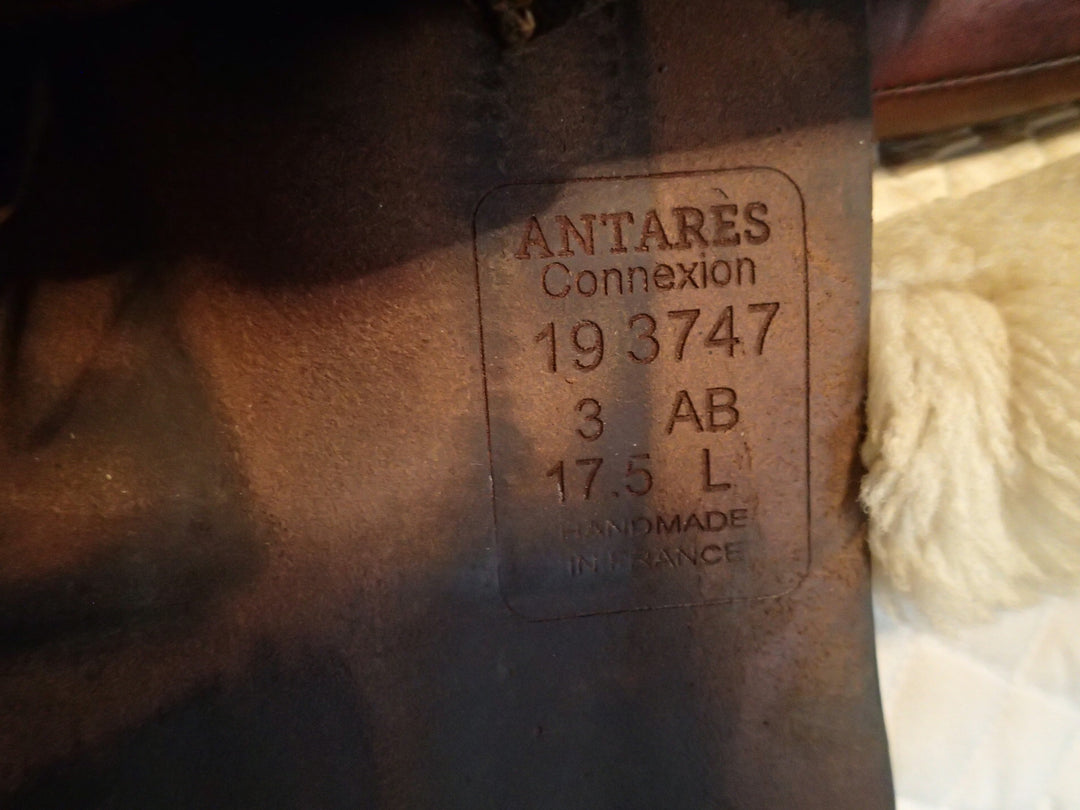 ANTARÈS
Connexion
19 3747
3 AB
17.5 L
HANDMADE
IN FRANCE